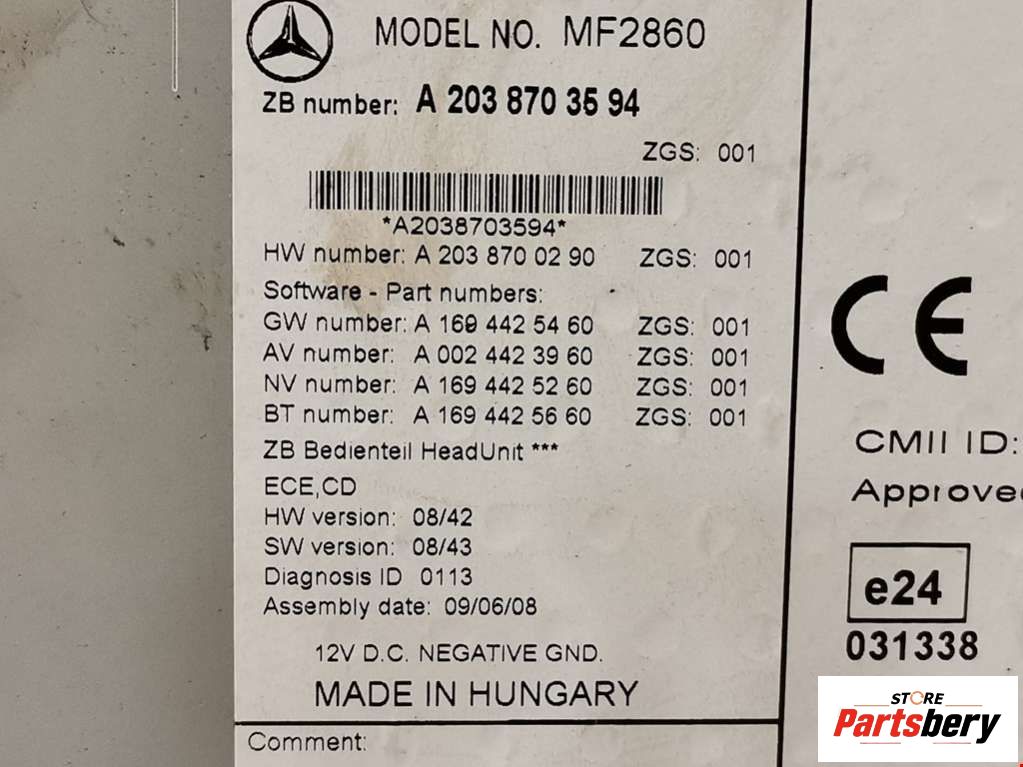 MODEL NO. MF2860
ZB number: A 203 870 35 94
ZGS: 001
*A2038703594*
HW number: A 203 870 02 90 ZGS: 001
Software - Part numbers:
GW number: A 169 442 54 60 ZGS: 001
AV number: A 002 442 39 60 ZGS: 001
NV number: A 169 442 52 60 ZGS: 001
BT number: A 169 442 56 60 ZGS: 001
ZB Bedienteil HeadUnit ***
ECE,CD
HW version: 08/42
SW version: 08/43
Diagnosis ID 0113
Assembly date: 09/06/08
12V D.C. NEGATIVE GND.
MADE IN HUNGARY
Comment:
CE
CMII ID:
Approved
e24
031338
STORE
Partsbery